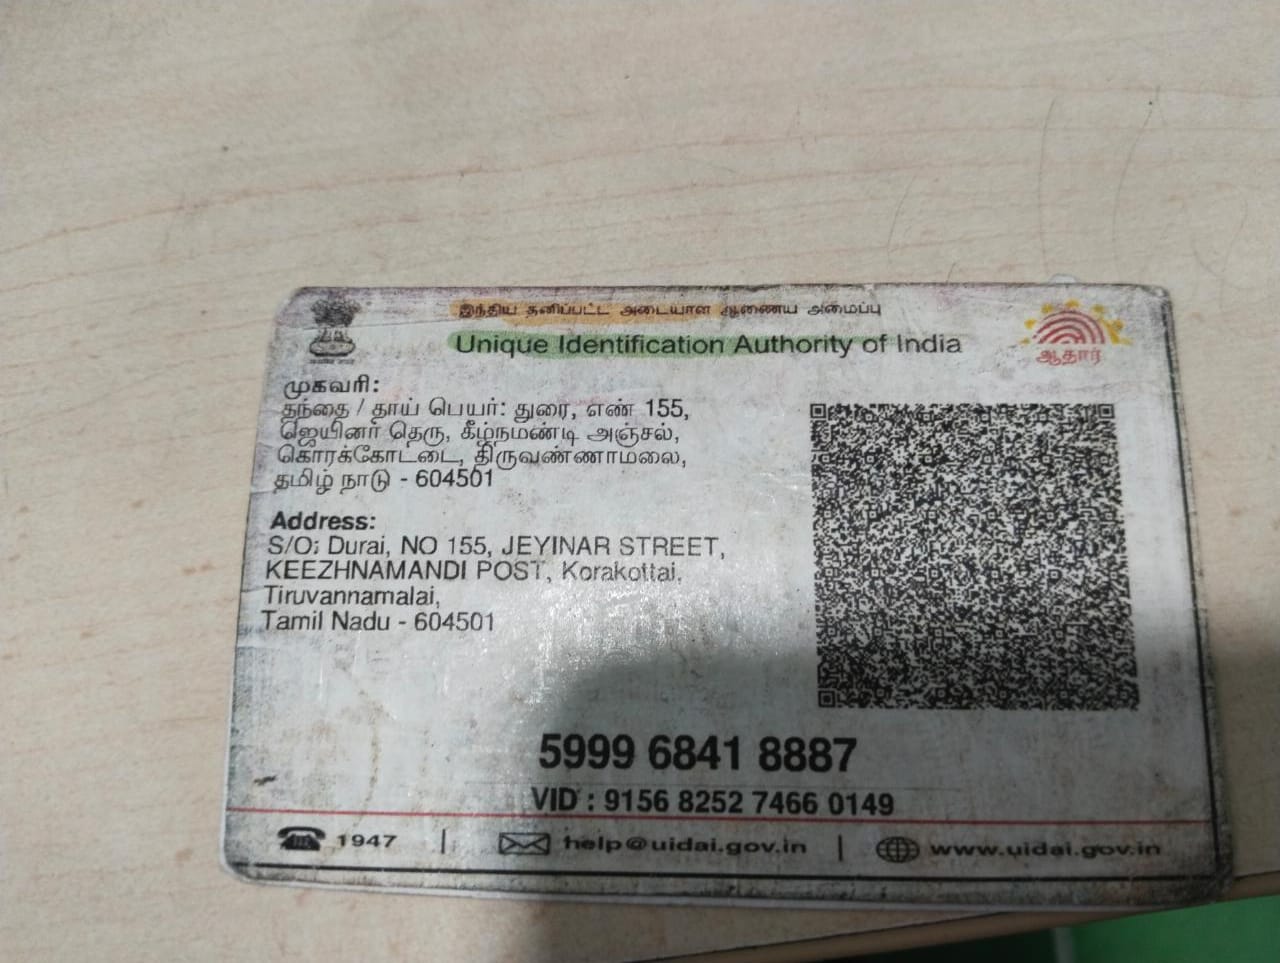 இந்திய தனிப்பட்ட அடையாள ஆணைய அமைப்பு
Unique Identification Authority of India
ஆதார்
முகவரி:
தந்தை / தாய் பெயர்: துரை, எண் 155,
ஜெயினர் தெரு, கீழ்நமண்டி அஞ்சல்,
கொரக்கோட்டை, திருவண்ணாமலை,
தமிழ் நாடு - 604501
Address:
S/O: Durai, NO 155, JEYINAR STREET,
KEEZHNAMANDI POST, Korakottai,
Tiruvannamalai,
Tamil Nadu - 604501
5999 6841 8887
VID : 9156 8252 7466 0149
1947 | help@uidai.gov.in | www.uidai.gov.in